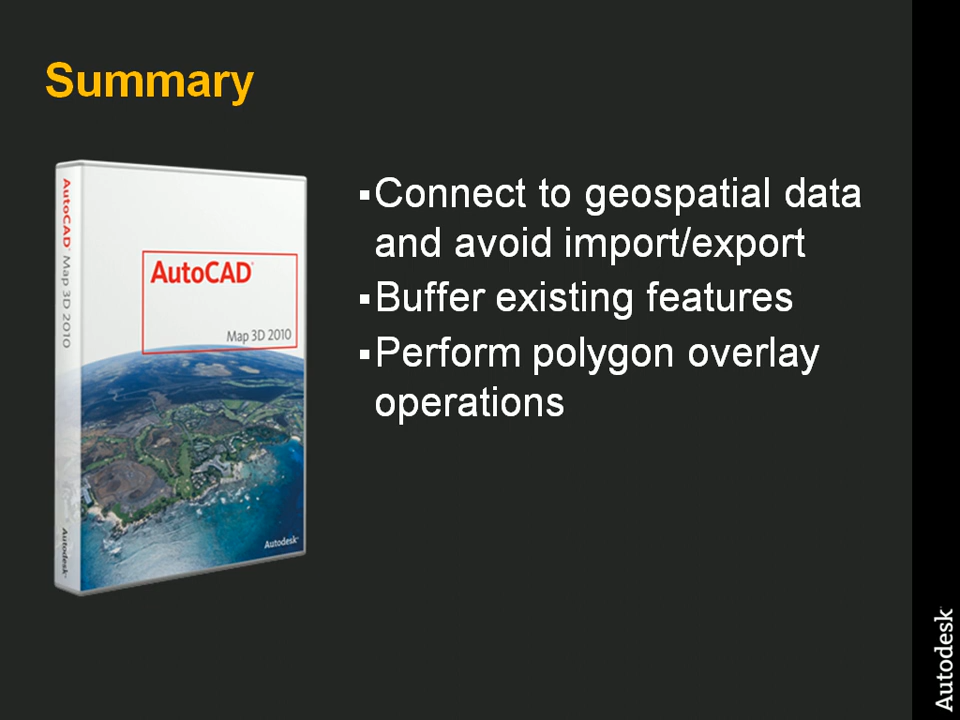 Summary
AutoCAD Map 3D 2010
Autodesk
AutoCAD
Map 3D 2010
Autodesk
▪Connect to geospatial data
and avoid import/export
▪Buffer existing features
▪Perform polygon overlay
operations
Autodesk